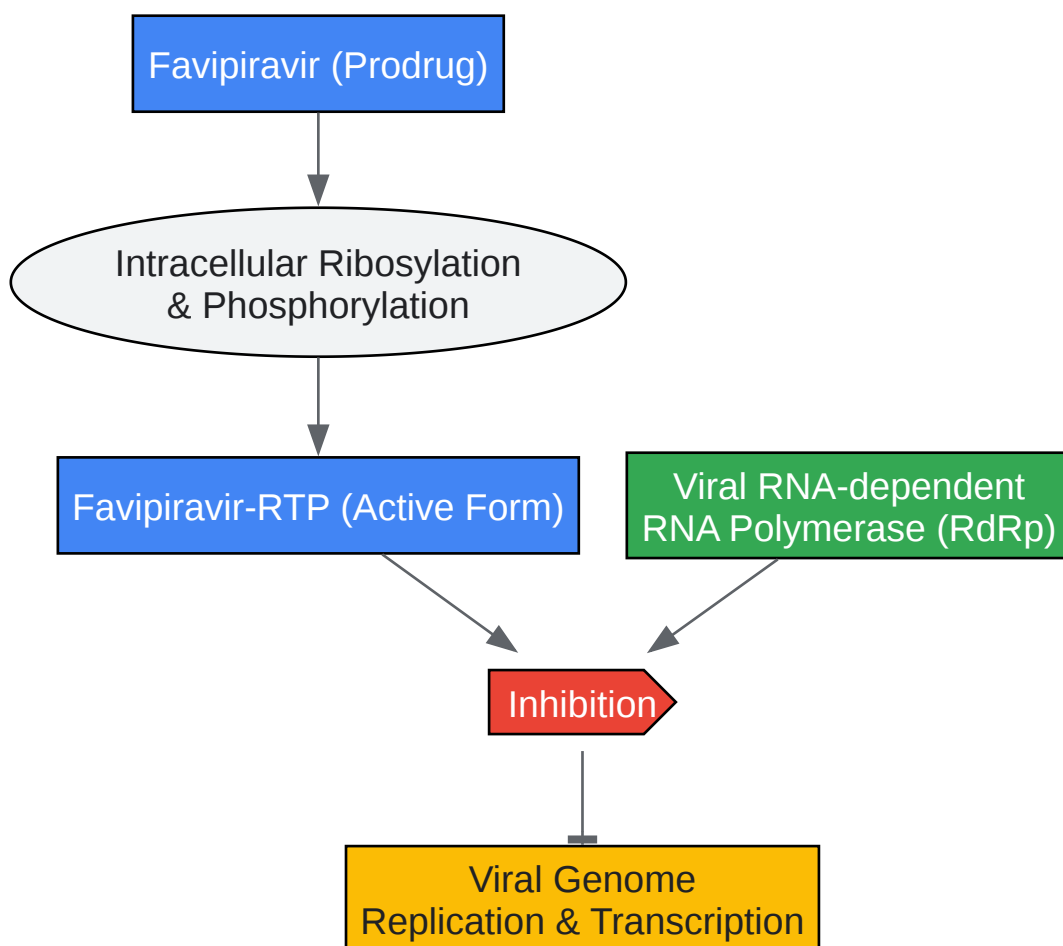 Favipiravir (Prodrug)
Intracellular Ribosylation
& Phosphorylation
Favipiravir-RTP (Active Form)
Viral RNA-dependent
RNA Polymerase (RdRp)
Inhibition
Viral Genome
Replication & Transcription